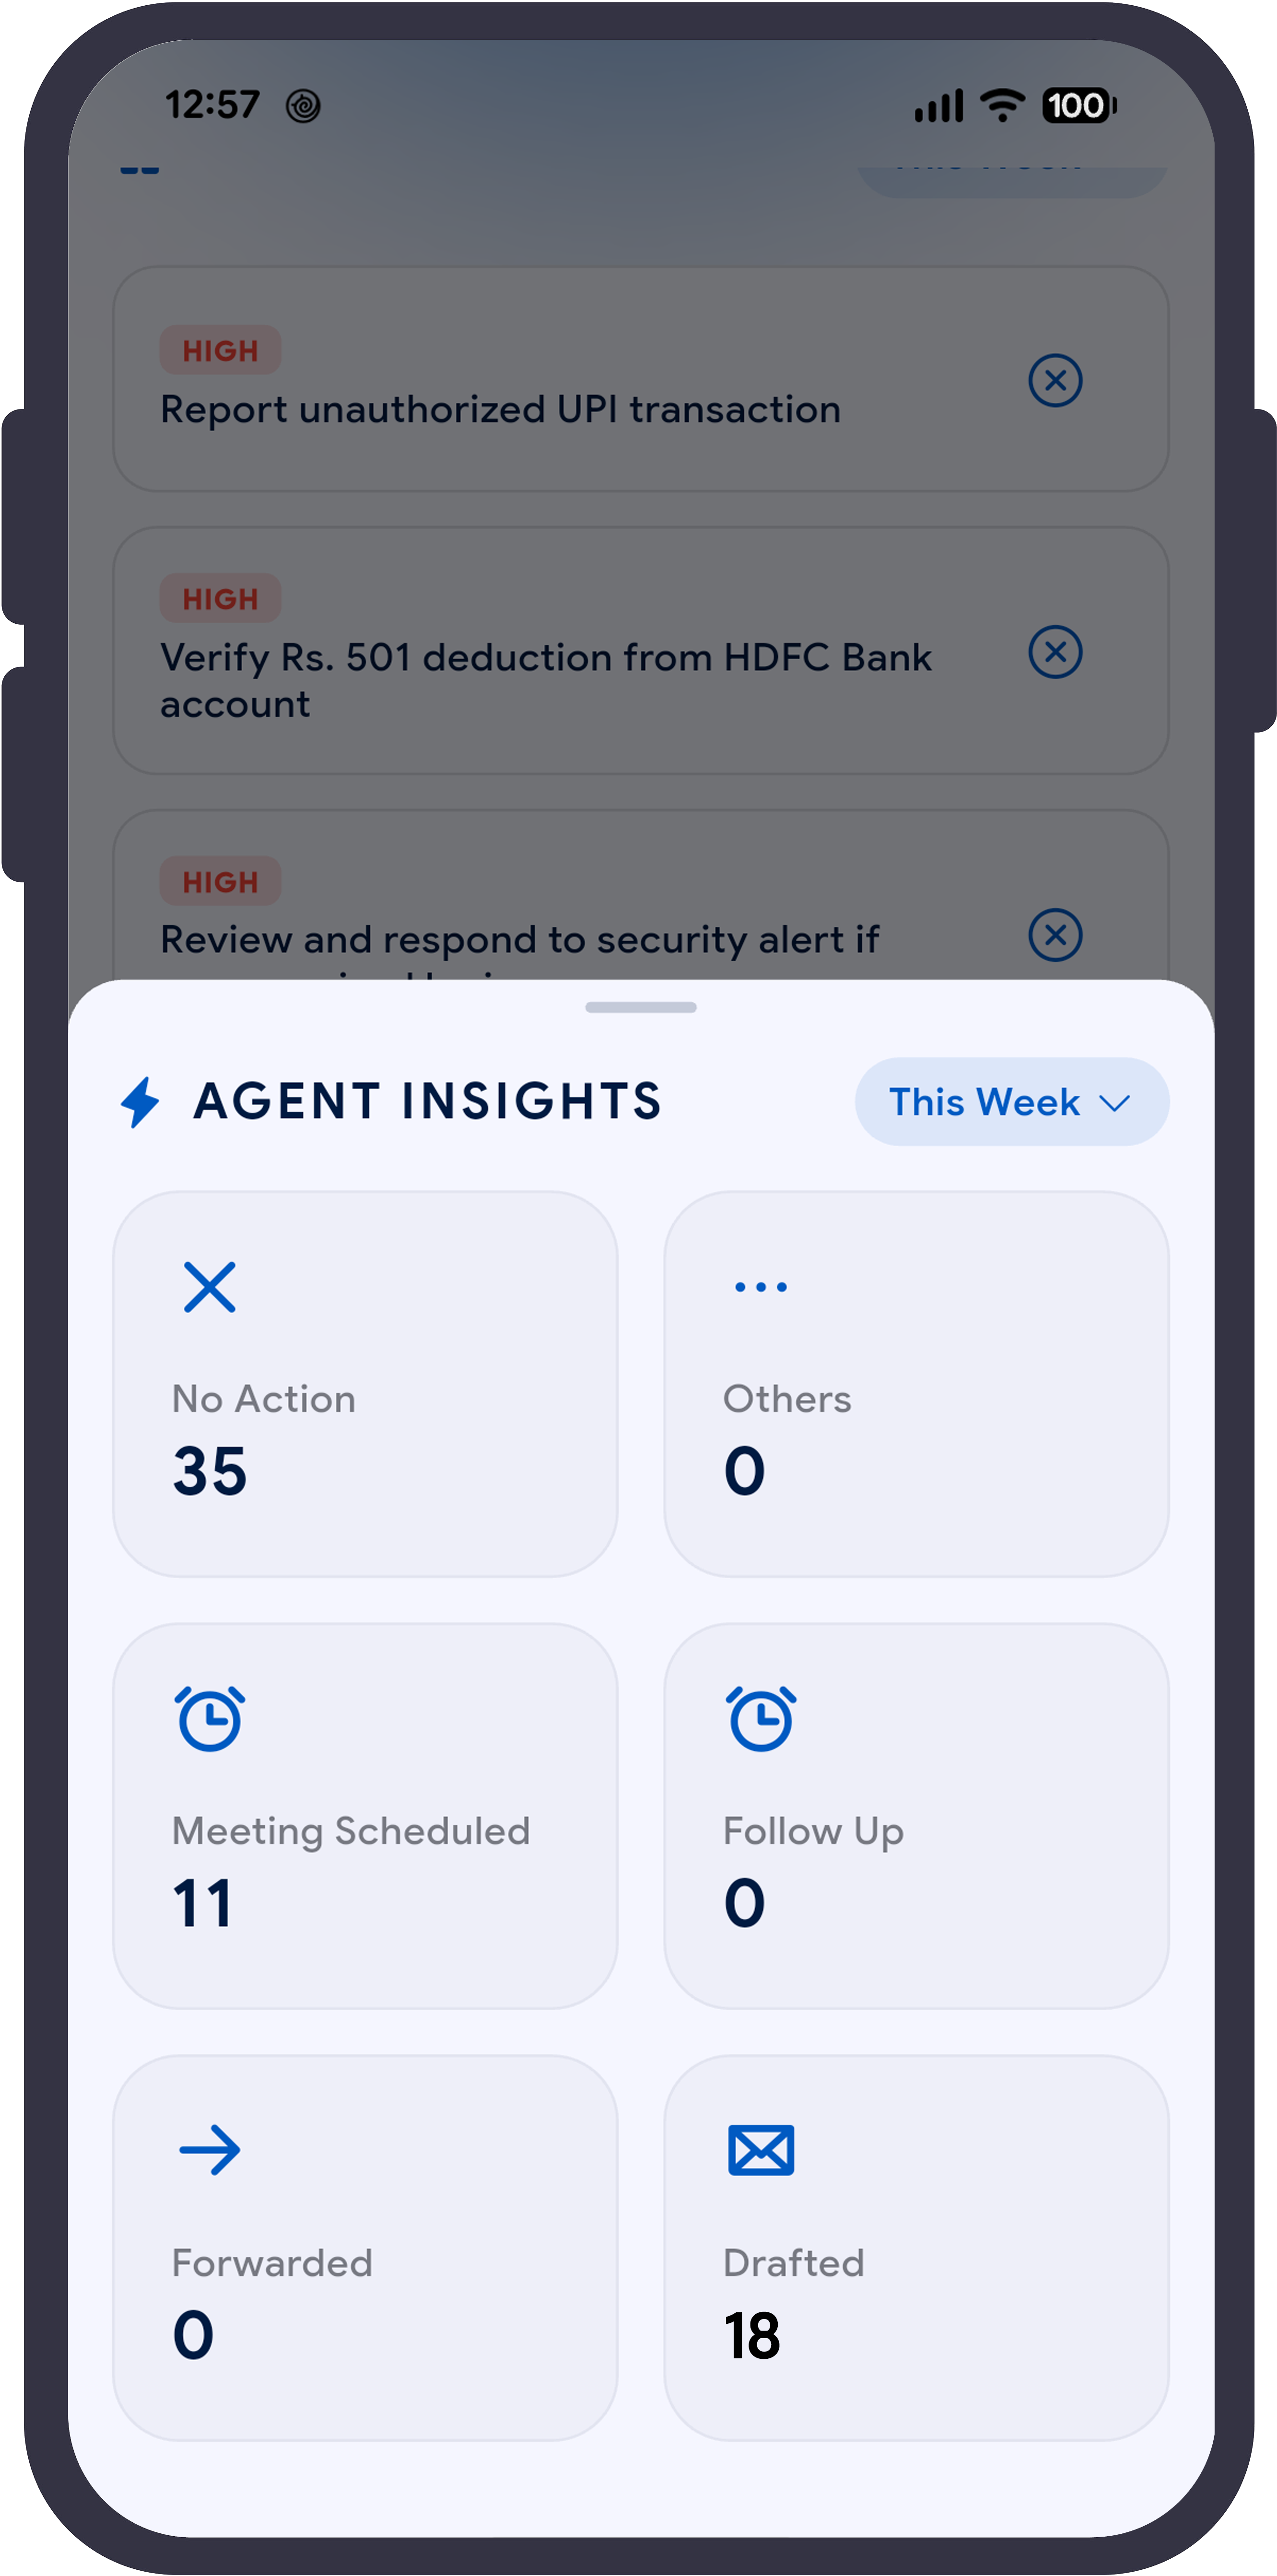 12:57
100
HIGH
Report unauthorized UPI transaction
HIGH
Verify Rs. 501 deduction from HDFC Bank
account
HIGH
Review and respond to security alert if
AGENT INSIGHTS
This Week
No Action
35
Others
0
Meeting Scheduled
11
Follow Up
0
Forwarded
0
Drafted
18